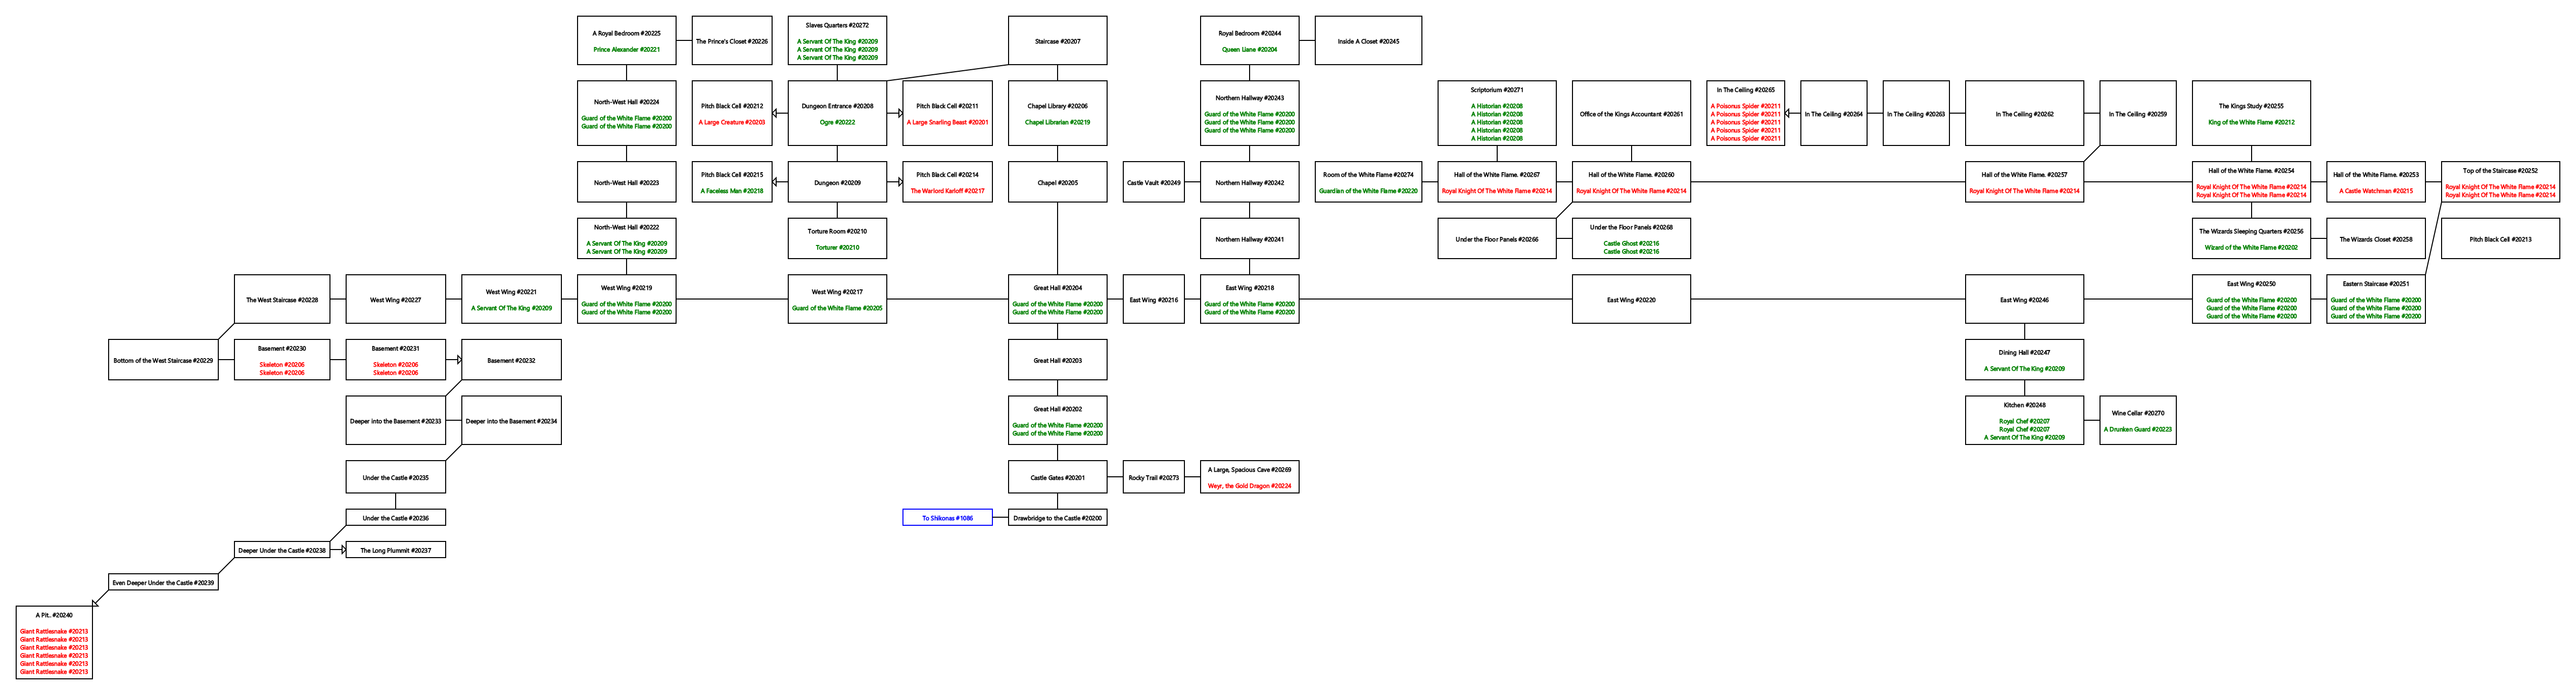 A Royal Bedroom #20225
Prince Alexander #20221
The Prince's Closet #20226
Slaves Quarters #20272
A Servant Of The King #20209
A Servant Of The King #20209
A Servant Of The King #20209
Staircase #20207
Royal Bedroom #20244
Queen Liane #20204
Inside A Closet #20245
North-West Hall #20224
Guard of the White Flame #20200
Guard of the White Flame #20200
Pitch Black Cell #20212
A Large Creature #20203
Dungeon Entrance #20208
Ogre #20222
Pitch Black Cell #20211
A Large Snarling Beast #20201
Chapel Library #20206
Chapel Librarian #20219
Northern Hallway #20243
Guard of the White Flame #20200
Guard of the White Flame #20200
Guard of the White Flame #20200
Scriptorium #20271
A Historian #20208
A Historian #20208
A Historian #20208
A Historian #20208
A Historian #20208
Office of the Kings Accountant #20261
In The Ceiling #20265
A Poisonus Spider #20211
A Poisonus Spider #20211
A Poisonus Spider #20211
A Poisonus Spider #20211
A Poisonus Spider #20211
In The Ceiling #20264
In The Ceiling #20263
In The Ceiling #20262
In The Ceiling #20259
The Kings Study #20255
King of the White Flame #20212
North-West Hall #20223
Pitch Black Cell #20215
A Faceless Man #20218
Dungeon #20209
Pitch Black Cell #20214
The Warlord Karloff #20217
Chapel #20205
Castle Vault #20249
Northern Hallway #20242
Room of the White Flame #20274
Guardian of the White Flame #20220
Hall of the White Flame. #20267
Royal Knight Of The White Flame #20214
Hall of the White Flame. #20260
Royal Knight Of The White Flame #20214
Hall of the White Flame. #20257
Royal Knight Of The White Flame #20214
Hall of the White Flame. #20254
Royal Knight Of The White Flame #20214
Royal Knight Of The White Flame #20214
Hall of the White Flame. #20253
A Castle Watchman #20215
Top of the Staircase #20252
Royal Knight Of The White Flame #20214
Royal Knight Of The White Flame #20214
North-West Hall #20222
A Servant Of The King #20209
A Servant Of The King #20209
Torture Room #20210
Torturer #20210
Northern Hallway #20241
Under the Floor Panels #20266
Under the Floor Panels #20268
Castle Ghost #20216
Castle Ghost #20216
The Wizards Sleeping Quarters #20256
Wizard of the White Flame #20202
The Wizards Closet #20258
Pitch Black Cell #20213
The West Staircase #20228
West Wing #20227
West Wing #20221
A Servant Of The King #20209
West Wing #20219
Guard of the White Flame #20200
Guard of the White Flame #20200
West Wing #20217
Guard of the White Flame #20205
Great Hall #20204
Guard of the White Flame #20200
Guard of the White Flame #20200
East Wing #20216
East Wing #20218
Guard of the White Flame #20200
Guard of the White Flame #20200
East Wing #20220
East Wing #20246
East Wing #20250
Guard of the White Flame #20200
Guard of the White Flame #20200
Guard of the White Flame #20200
Eastern Staircase #20251
Guard of the White Flame #20200
Guard of the White Flame #20200
Guard of the White Flame #20200
Bottom of the West Staircase #20229
Basement #20230
Skeleton #20206
Skeleton #20206
Basement #20231
Skeleton #20206
Skeleton #20206
Basement #20232
Great Hall #20203
Dining Hall #20247
A Servant Of The King #20209
Deeper into the Basement #20233
Deeper into the Basement #20234
Great Hall #20202
Guard of the White Flame #20200
Guard of the White Flame #20200
Kitchen #20248
Royal Chef #20207
Royal Chef #20207
A Servant Of The King #20209
Wine Cellar #20270
A Drunken Guard #20223
Under the Castle #20235
Castle Gates #20201
Rocky Trail #20273
A Large, Spacious Cave #20269
Weyr, the Gold Dragon #20224
Under the Castle #20236
To Shikonas #1086
Drawbridge to the Castle #20200
Deeper Under the Castle #20238
The Long Plummit #20237
Even Deeper Under the Castle #20239
A Pit.. #20240
Giant Rattlesnake #20213
Giant Rattlesnake #20213
Giant Rattlesnake #20213
Giant Rattlesnake #20213
Giant Rattlesnake #20213
Giant Rattlesnake #20213